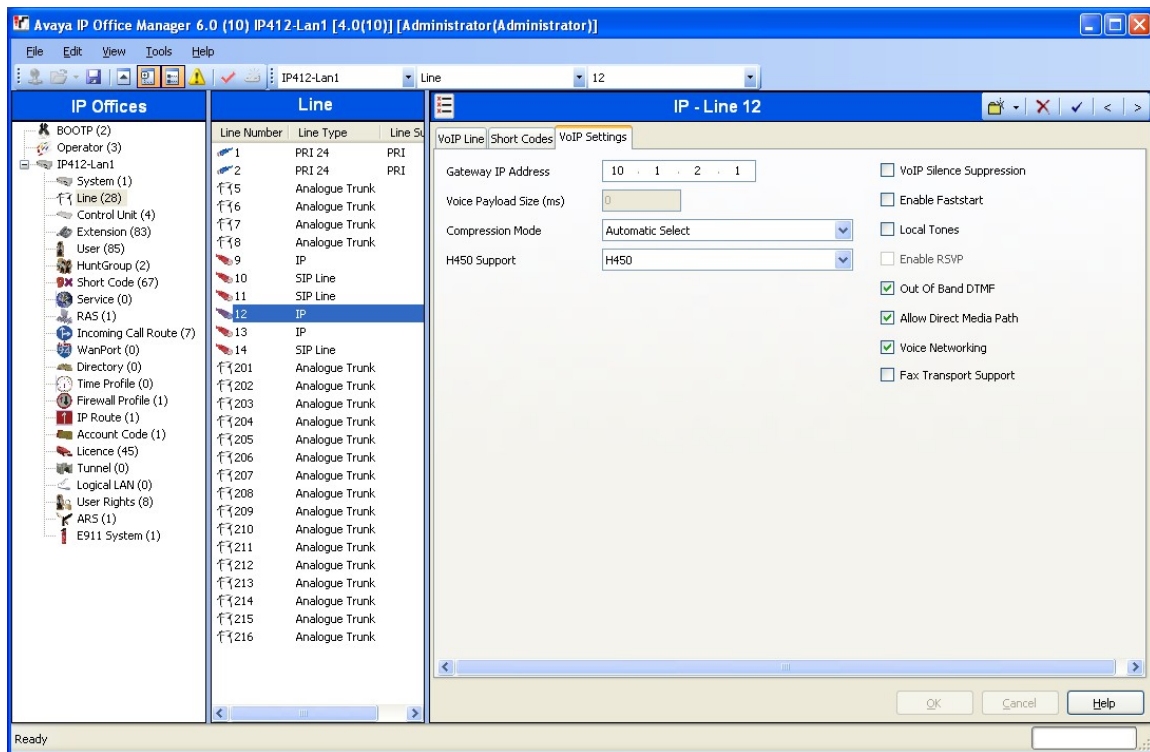 Avaya IP Office Manager 6.0 (10) IP412-Lan1 [4.0(10)] [Administrator(Administrator)]
File Edit View Tools Help
IP412-Lan1 Line 12
IP Offices
BOOTP (2)
Operator (3)
IP412-Lan1
System (1)
Line (28)
Control Unit (4)
Extension (83)
User (85)
HuntGroup (2)
Short Code (67)
Service (0)
RAS (1)
Incoming Call Route (7)
WanPort (0)
Directory (0)
Time Profile (0)
Firewall Profile (1)
IP Route (1)
Account Code (1)
Licence (45)
Tunnel (0)
Logical LAN (0)
User Rights (8)
ARS (1)
E911 System (1)
Line
Line Number Line Type Line Su
1 PRI 24 PRI
2 PRI 24 PRI
5 Analogue Trunk
6 Analogue Trunk
7 Analogue Trunk
8 Analogue Trunk
9 IP
10 SIP Line
11 SIP Line
12 IP
13 IP
14 SIP Line
201 Analogue Trunk
202 Analogue Trunk
203 Analogue Trunk
204 Analogue Trunk
205 Analogue Trunk
206 Analogue Trunk
207 Analogue Trunk
208 Analogue Trunk
209 Analogue Trunk
210 Analogue Trunk
211 Analogue Trunk
212 Analogue Trunk
213 Analogue Trunk
214 Analogue Trunk
215 Analogue Trunk
216 Analogue Trunk
IP - Line 12
VoIP Line Short Codes VoIP Settings
Gateway IP Address 10 . 1 . 2 . 1
Voice Payload Size (ms) 0
Compression Mode Automatic Select
H450 Support H450
VoIP Silence Suppression
Enable Faststart
Local Tones
Enable RSVP
Out Of Band DTMF
Allow Direct Media Path
Voice Networking
Fax Transport Support
OK Cancel Help
Ready